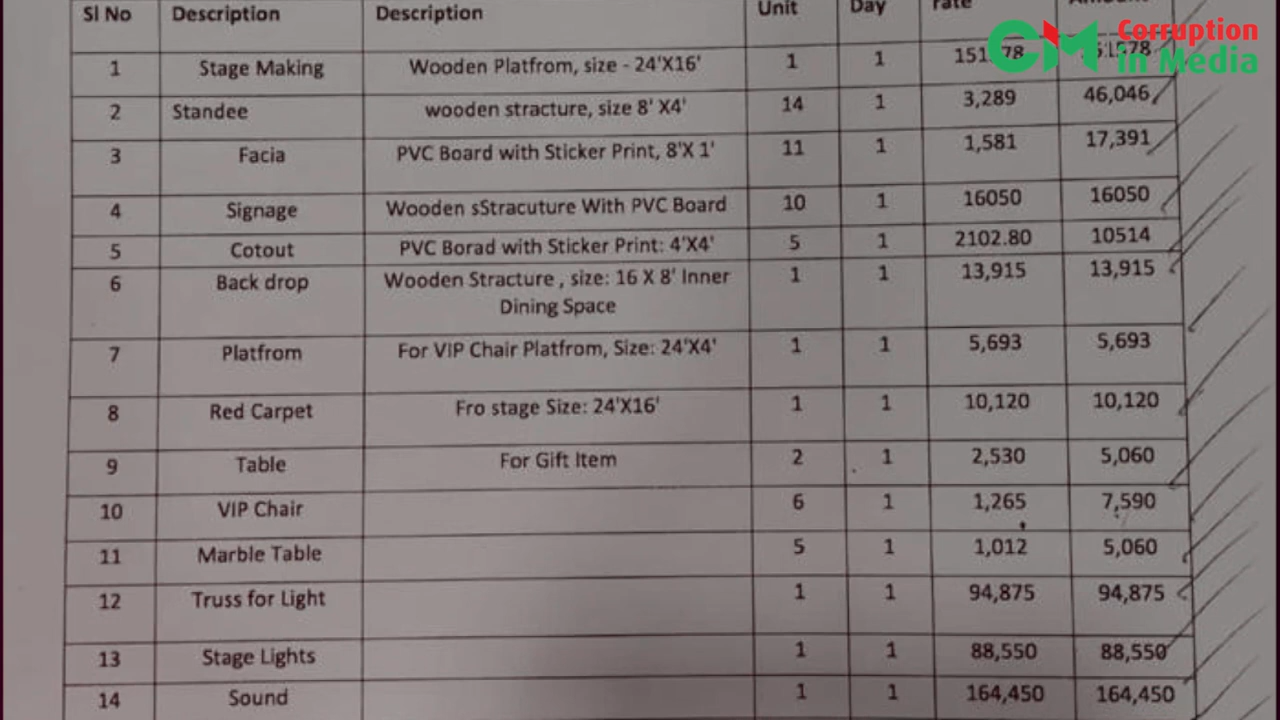 Sl No Description Description Unit Day rate Amount
CM Corruption in Media
1 Stage Making Wooden Platfrom, size - 24'X16' 1 1
2 Standee wooden stracture, size 8' X4' 14 1 3,289 46,046
3 Facia PVC Board with Sticker Print, 8'X 1' 11 1 1,581 17,391
4 Signage Wooden sStracuture With PVC Board 10 1 16050 16050
5 Cotout PVC Borad with Sticker Print: 4'X4' 5 1 2102.80 10514
6 Back drop Wooden Stracture , size: 16 X 8' Inner 1 1 13,915 13,915
Dining Space
7 Platfrom For VIP Chair Platfrom, Size: 24'X4' 1 1 5,693 5,693
8 Red Carpet Fro stage Size: 24'X16' 1 1 10,120 10,120
9 Table For Gift Item 2 1 2,530 5,060
10 VIP Chair 6 1 1,265 7,590
11 Marble Table 5 1 1,012 5,060
12 Truss for Light 1 1 94,875 94,875
13 Stage Lights 1 1 88,550 88,550
14 Sound 1 1 164,450 164,450